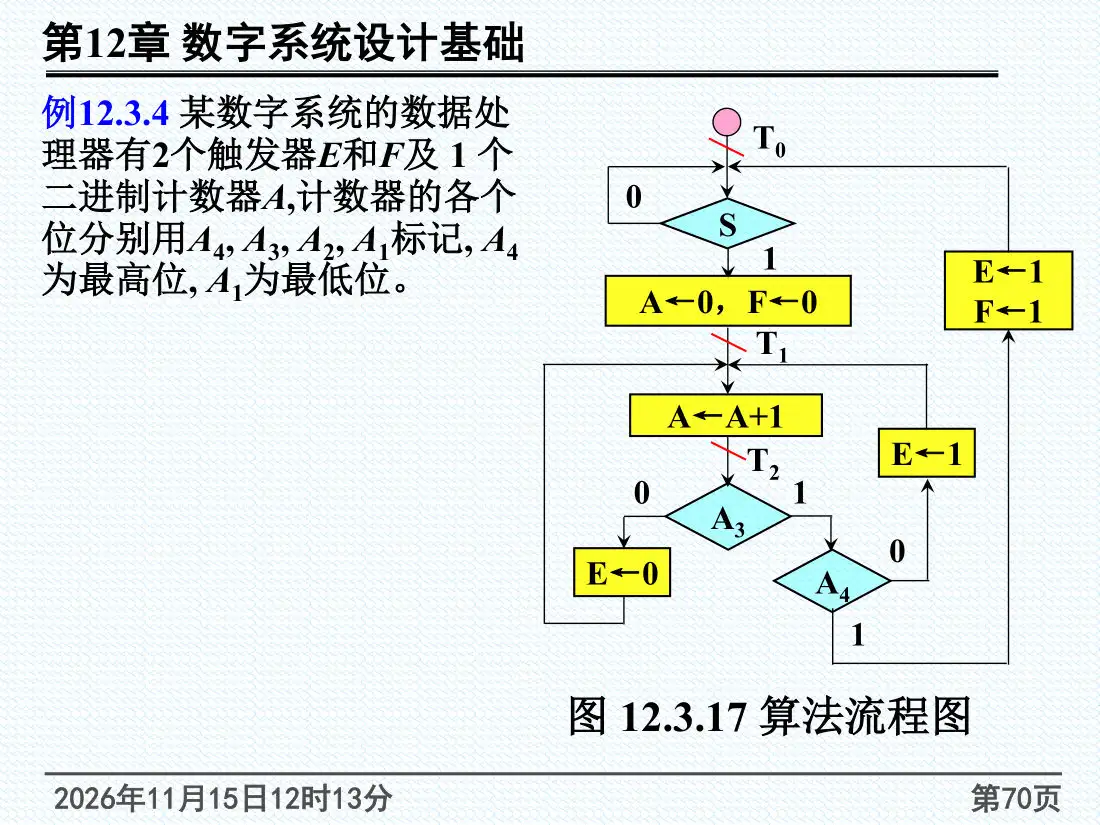 第12章 数字系统设计基础
例12.3.4 某数字系统的数据处
理器有2个触发器E和F及 1 个
二进制计数器A,计数器的各个
位分别用A4, A3, A2, A1标记, A4
为最高位, A1为最低位。
T0
0
S
1
A←0，F←0
E←1
F←1
T1
A←A+1
E←1
T2
0
1
A3
0
E←0
A4
1
图 12.3.17 算法流程图
2026年11月15日12时13分
第70页